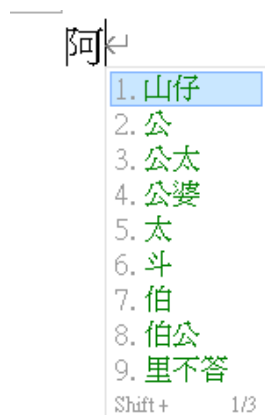 阿↵
1. 山仔
2. 公
3. 公太
4. 公婆
5. 太
6. 斗
7. 伯
8. 伯公
9. 里不答
Shift+ 1/3